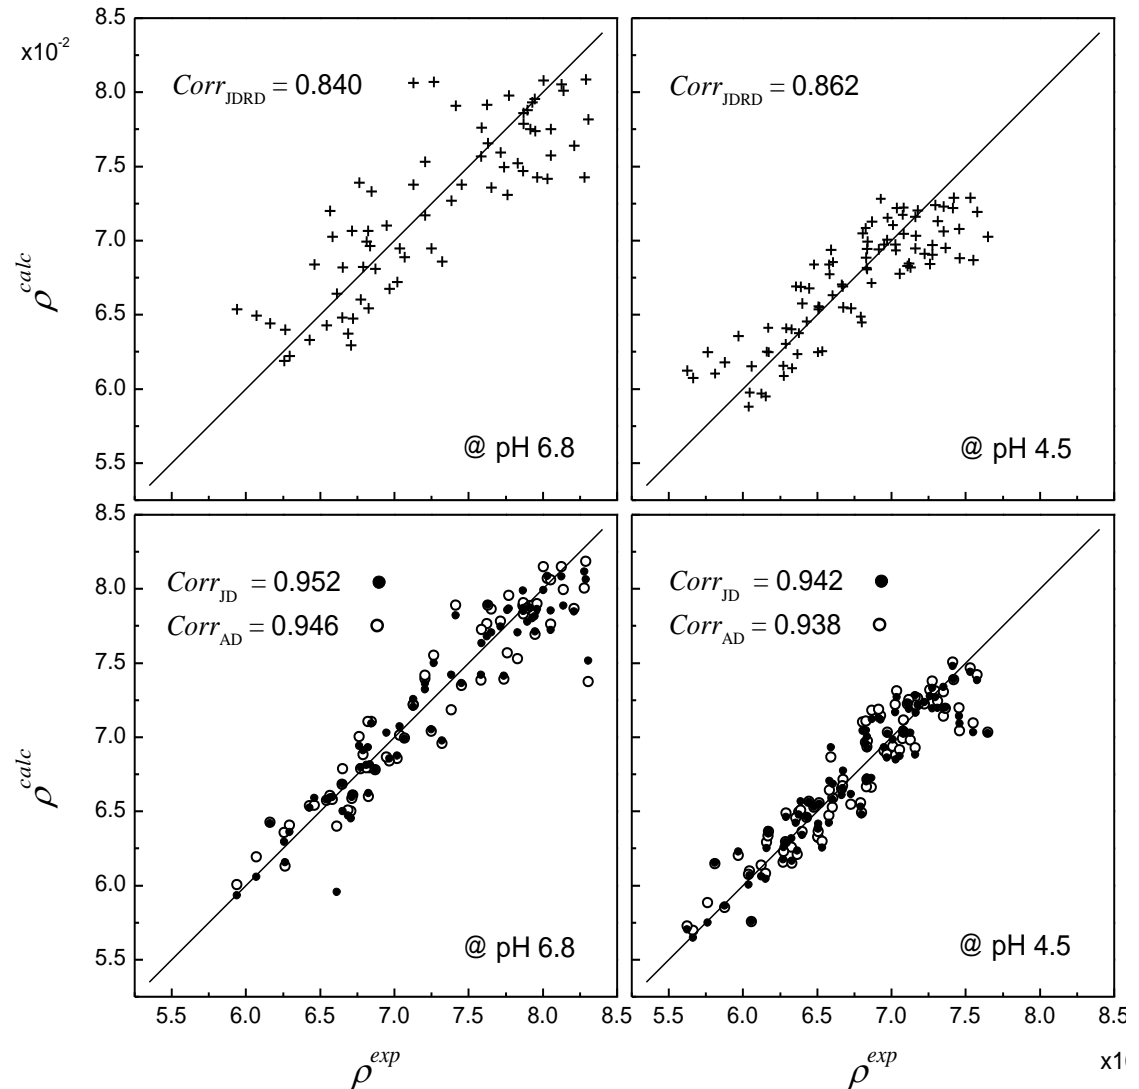 x10-2
8.5
8.0
7.5
7.0
6.5
6.0
5.5
ρcalc
CorrJDRD = 0.840
@ pH 6.8
CorrJDRD = 0.862
@ pH 4.5
8.5
8.0
7.5
7.0
6.5
6.0
5.5
ρcalc
CorrJD = 0.952
CorrAD = 0.946
@ pH 6.8
CorrJD = 0.942
CorrAD = 0.938
@ pH 4.5
5.5 6.0 6.5 7.0 7.5 8.0 8.5
5.5 6.0 6.5 7.0 7.5 8.0 8.5
ρexp
ρexp